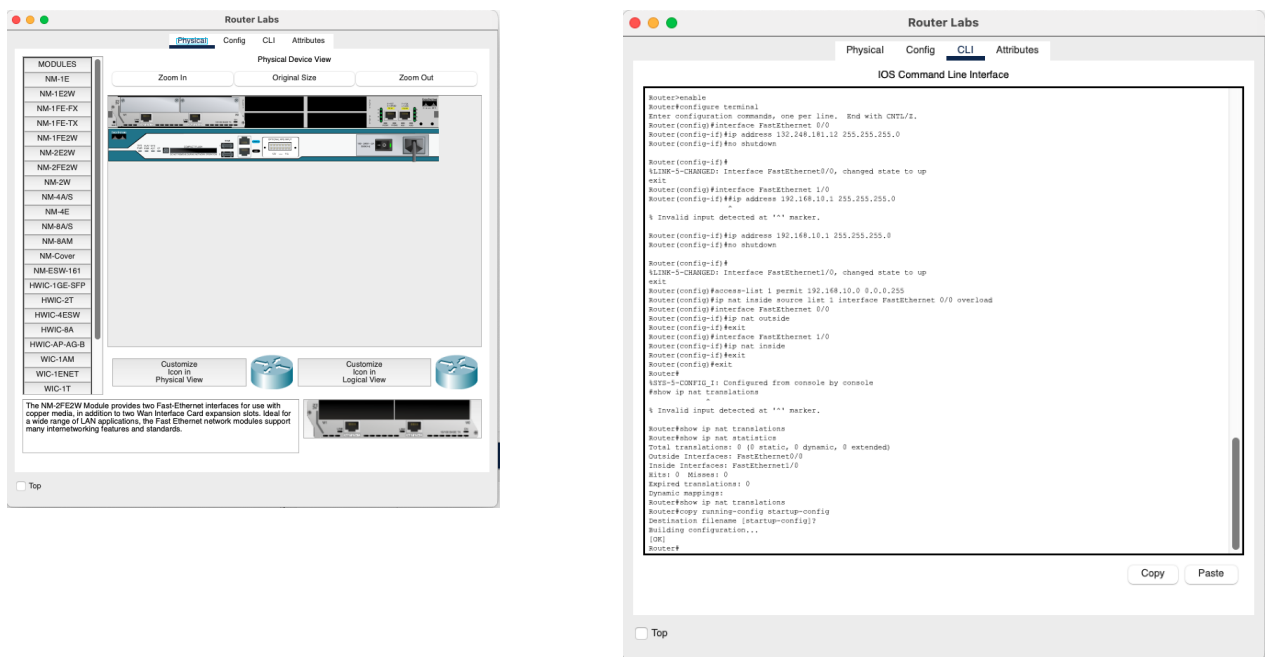 Router Labs
Physical
Config
CLI
Attributes
MODULES
NM-1E
NM-1E2W
NM-1FE-FX
NM-1FE-TX
NM-1FE2W
NM-2E2W
NM-2FE2W
NM-2W
NM-4A/S
NM-4E
NM-8A/S
NM-8AM
NM-Cover
NM-ESW-161
HWIC-1GE-SFP
HWIC-2T
HWIC-4ESW
HWIC-8A
HWIC-AP-AG-B
WIC-1AM
WIC-1ENET
WIC-1T
Physical Device View
Zoom In
Original Size
Zoom Out
Customize
Icon in
Physical View
Customize
Icon in
Logical View
The NM-2FE2W Module provides two Fast-Ethernet interfaces for use with
copper media, in addition to two Wan Interface Card expansion slots. Ideal for
a wide range of LAN applications, the Fast Ethernet network modules support
many internetworking features and standards.
Top
Router Labs
Physical
Config
CLI
Attributes
IOS Command Line Interface
Router>enable
Router#configure terminal
Enter configuration commands, one per line. End with CNTL/Z.
Router(config)#interface FastEthernet 0/0
Router(config-if)#ip address 132.248.181.12 255.255.255.0
Router(config-if)#no shutdown
Router(config-if)#
%LINK-5-CHANGED: Interface FastEthernet0/0, changed state to up
exit
Router(config)#interface FastEthernet 1/0
Router(config-if)##ip address 192.168.10.1 255.255.255.0
^
% Invalid input detected at '^' marker.
Router(config-if)#ip address 192.168.10.1 255.255.255.0
Router(config-if)#no shutdown
Router(config-if)#
%LINK-5-CHANGED: Interface FastEthernet1/0, changed state to up
exit
Router(config)#access-list 1 permit 192.168.10.0 0.0.0.255
Router(config)#ip nat inside source list 1 interface FastEthernet 0/0 overload
Router(config)#interface FastEthernet 0/0
Router(config-if)#ip nat outside
Router(config-if)#exit
Router(config)#interface FastEthernet 1/0
Router(config-if)#ip nat inside
Router(config-if)#exit
Router(config)#exit
Router#
%SYS-5-CONFIG_I: Configured from console by console
#show ip nat translations
^
% Invalid input detected at '^' marker.
Router#show ip nat translations
Router#show ip nat statistics
Total translations: 0 (0 static, 0 dynamic, 0 extended)
Outside Interfaces: FastEthernet0/0
Inside Interfaces: FastEthernet1/0
Hits: 0 Misses: 0
Expired translations: 0
Dynamic mappings:
Router#show ip nat translations
Router#copy running-config startup-config
Destination filename [startup-config]?
Building configuration...
[OK]
Router#
Copy
Paste
Top